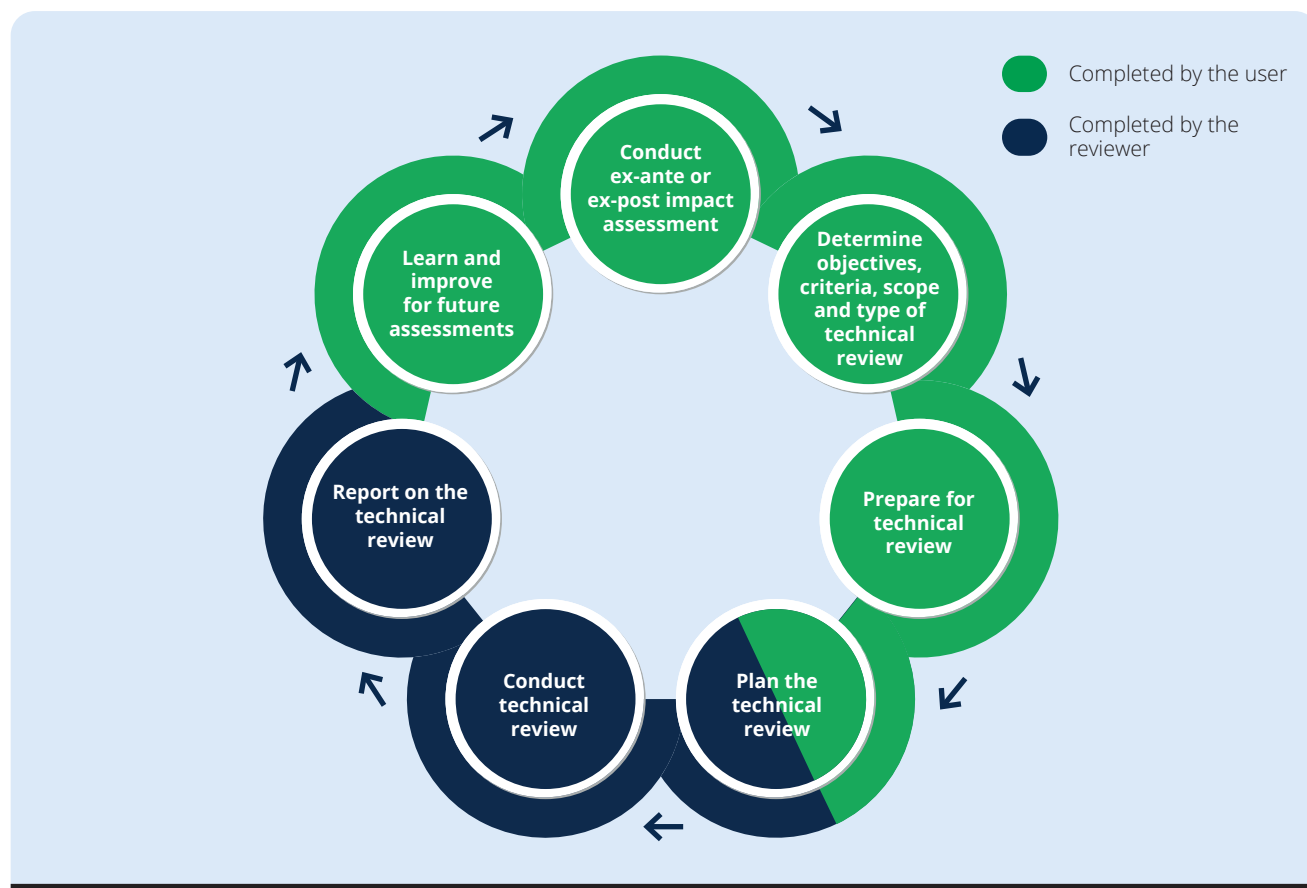 Completed by the user
Completed by the
reviewer
Conduct
ex-ante or
ex-post impact
assessment
Determine
objectives,
criteria, scope
and type of
technical
review
Prepare for
technical
review
Plan the
technical
review
Conduct
technical
review
Report on the
technical
review
Learn and
improve
for future
assessments